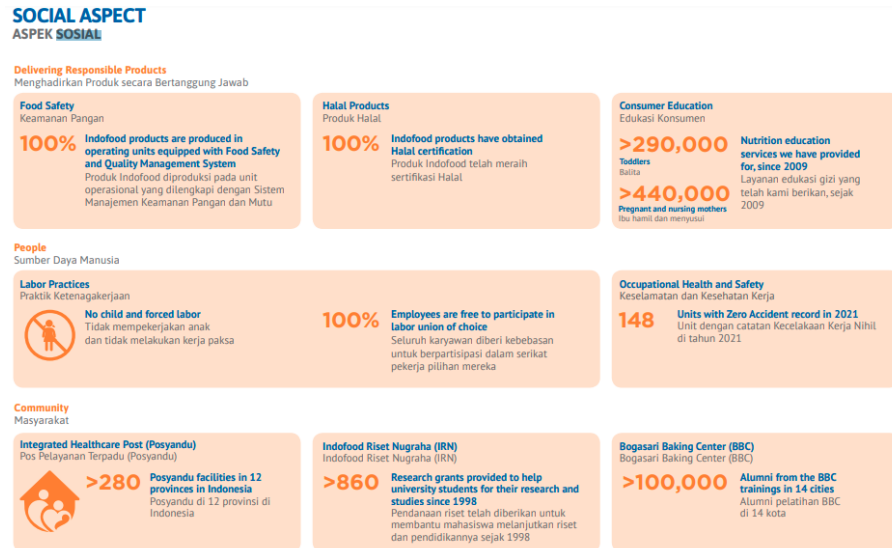 SOCIAL ASPECT
ASPEK SOSIAL
Delivering Responsible Products
Menghadirkan Produk secara Bertanggung Jawab
Food Safety
Keamanan Pangan
100%
Indofood products are produced in
operating units equipped with Food Safety
and Quality Management System
Produk Indofood diproduksi pada unit
operasional yang dilengkapi dengan Sistem
Manajemen Keamanan Pangan dan Mutu
Halal Products
Produk Halal
100%
Indofood products have obtained
Halal certification
Produk Indofood telah meraih
sertifikasi Halal
Consumer Education
Edukasi Konsumen
>290,000
Toddlers
Balita
>440,000
Pregnant and nursing mothers
Ibu hamil dan menyusui
Nutrition education
services we have provided
for, since 2009
Layanan edukasi gizi yang
telah kami berikan, sejak
2009
People
Sumber Daya Manusia
Labor Practices
Praktik Ketenagakerjaan
No child and forced labor
Tidak mempekerjakan anak
dan tidak melakukan kerja paksa
100%
Employees are free to participate in
labor union of choice
Seluruh karyawan diberi kebebasan
untuk berpartisipasi dalam serikat
pekerja pilihan mereka
Occupational Health and Safety
Keselamatan dan Kesehatan Kerja
148
Units with Zero Accident record in 2021
Unit dengan catatan Kecelakaan Kerja Nihil
di tahun 2021
Community
Masyarakat
Integrated Healthcare Post (Posyandu)
Pos Pelayanan Terpadu (Posyandu)
>280
Posyandu facilities in 12
provinces in Indonesia
Posyandu di 12 provinsi di
Indonesia
Indofood Riset Nugraha (IRN)
Indofood Riset Nugraha (IRN)
>860
Research grants provided to help
university students for their research and
studies since 1998
Pendanaan riset telah diberikan untuk
membantu mahasiswa melanjutkan riset
dan pendidikannya sejak 1998
Bogasari Baking Center (BBC)
Bogasari Baking Center (BBC)
>100,000
Alumni from the BBC
trainings in 14 cities
Alumni pelatihan BBC
di 14 kota